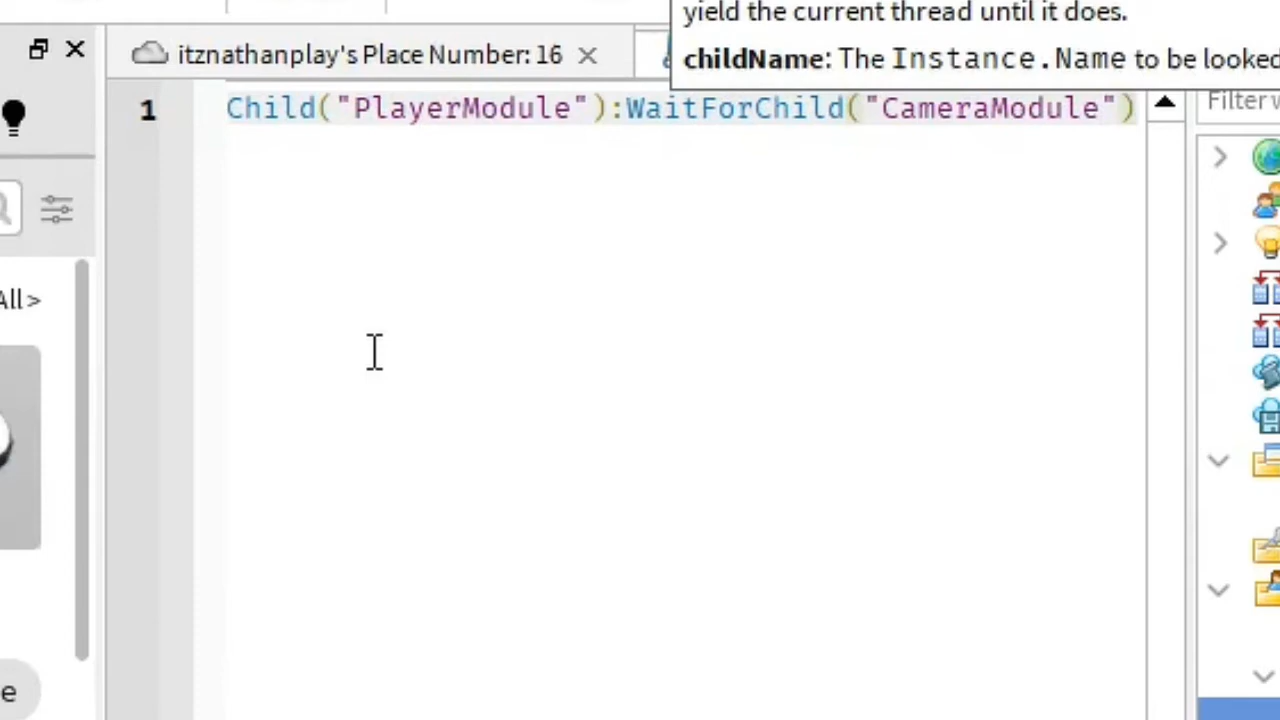 yield the current thread until it does.
childName: The Instance.Name to be looked
itznathanplay's Place Number: 16
1
Child("PlayerModule"):WaitForChild("CameraModule")
Filter
All >
e